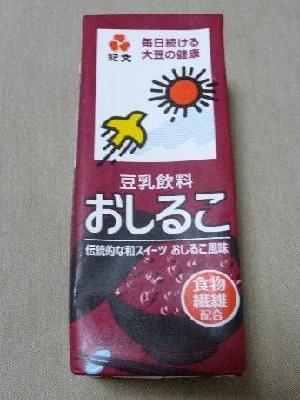 紀文
毎日続ける
大豆の健康
豆乳飲料
おしるこ
伝統的な和スイーツ おしるこ風味
食物
繊維
配合